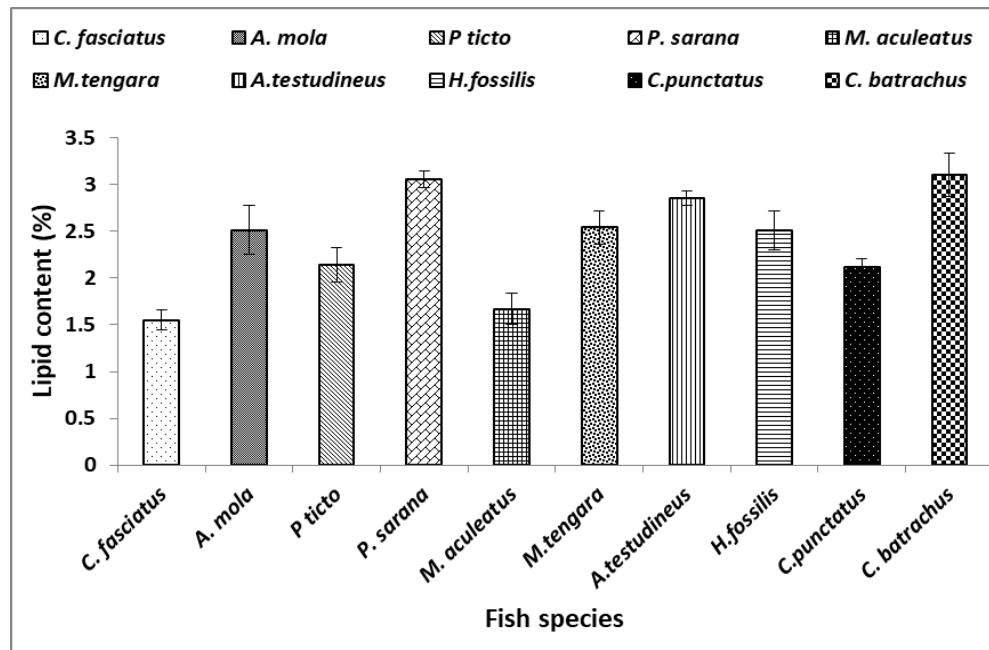 C. fasciatus A. mola P ticto P. sarana M. aculeatus
M.tengara A.testudineus H.fossilis C.punctatus C. batrachus
3.5
3
2.5
2
1.5
1
0.5
0
Lipid content (%)
C. fasciatus
A. mola
P ticto
P. sarana
M. aculeatus
M.tengara
A.testudineus
H.fossilis
C.punctatus
C. batrachus
Fish species